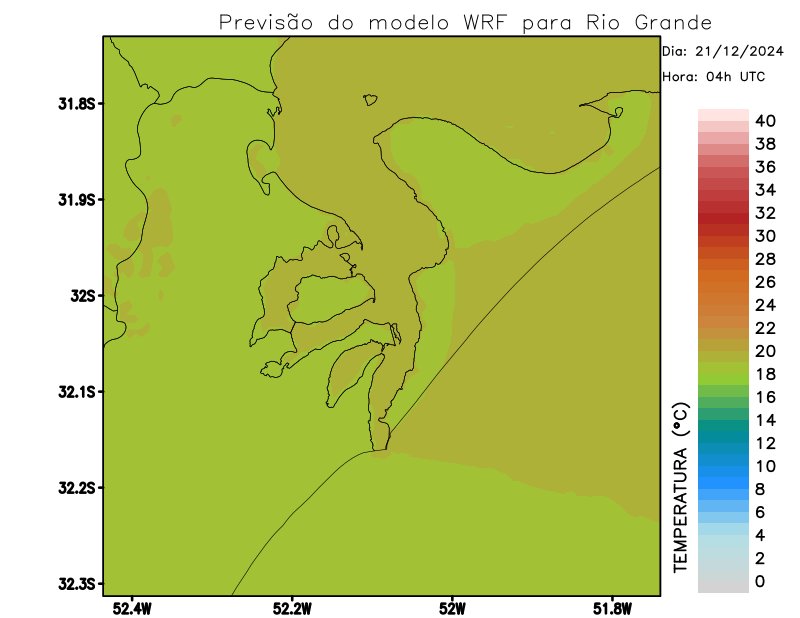 Previsão do modelo WRF para Rio Grande
Dia: 21/12/2024
Hora: 04h UTC
31.8S
31.9S
32S
32.1S
32.2S
32.3S
52.4W
52.2W
52W
51.8W
TEMPERATURA (ºC)
40
38
36
34
32
30
28
26
24
22
20
18
16
14
12
10
8
6
4
2
0